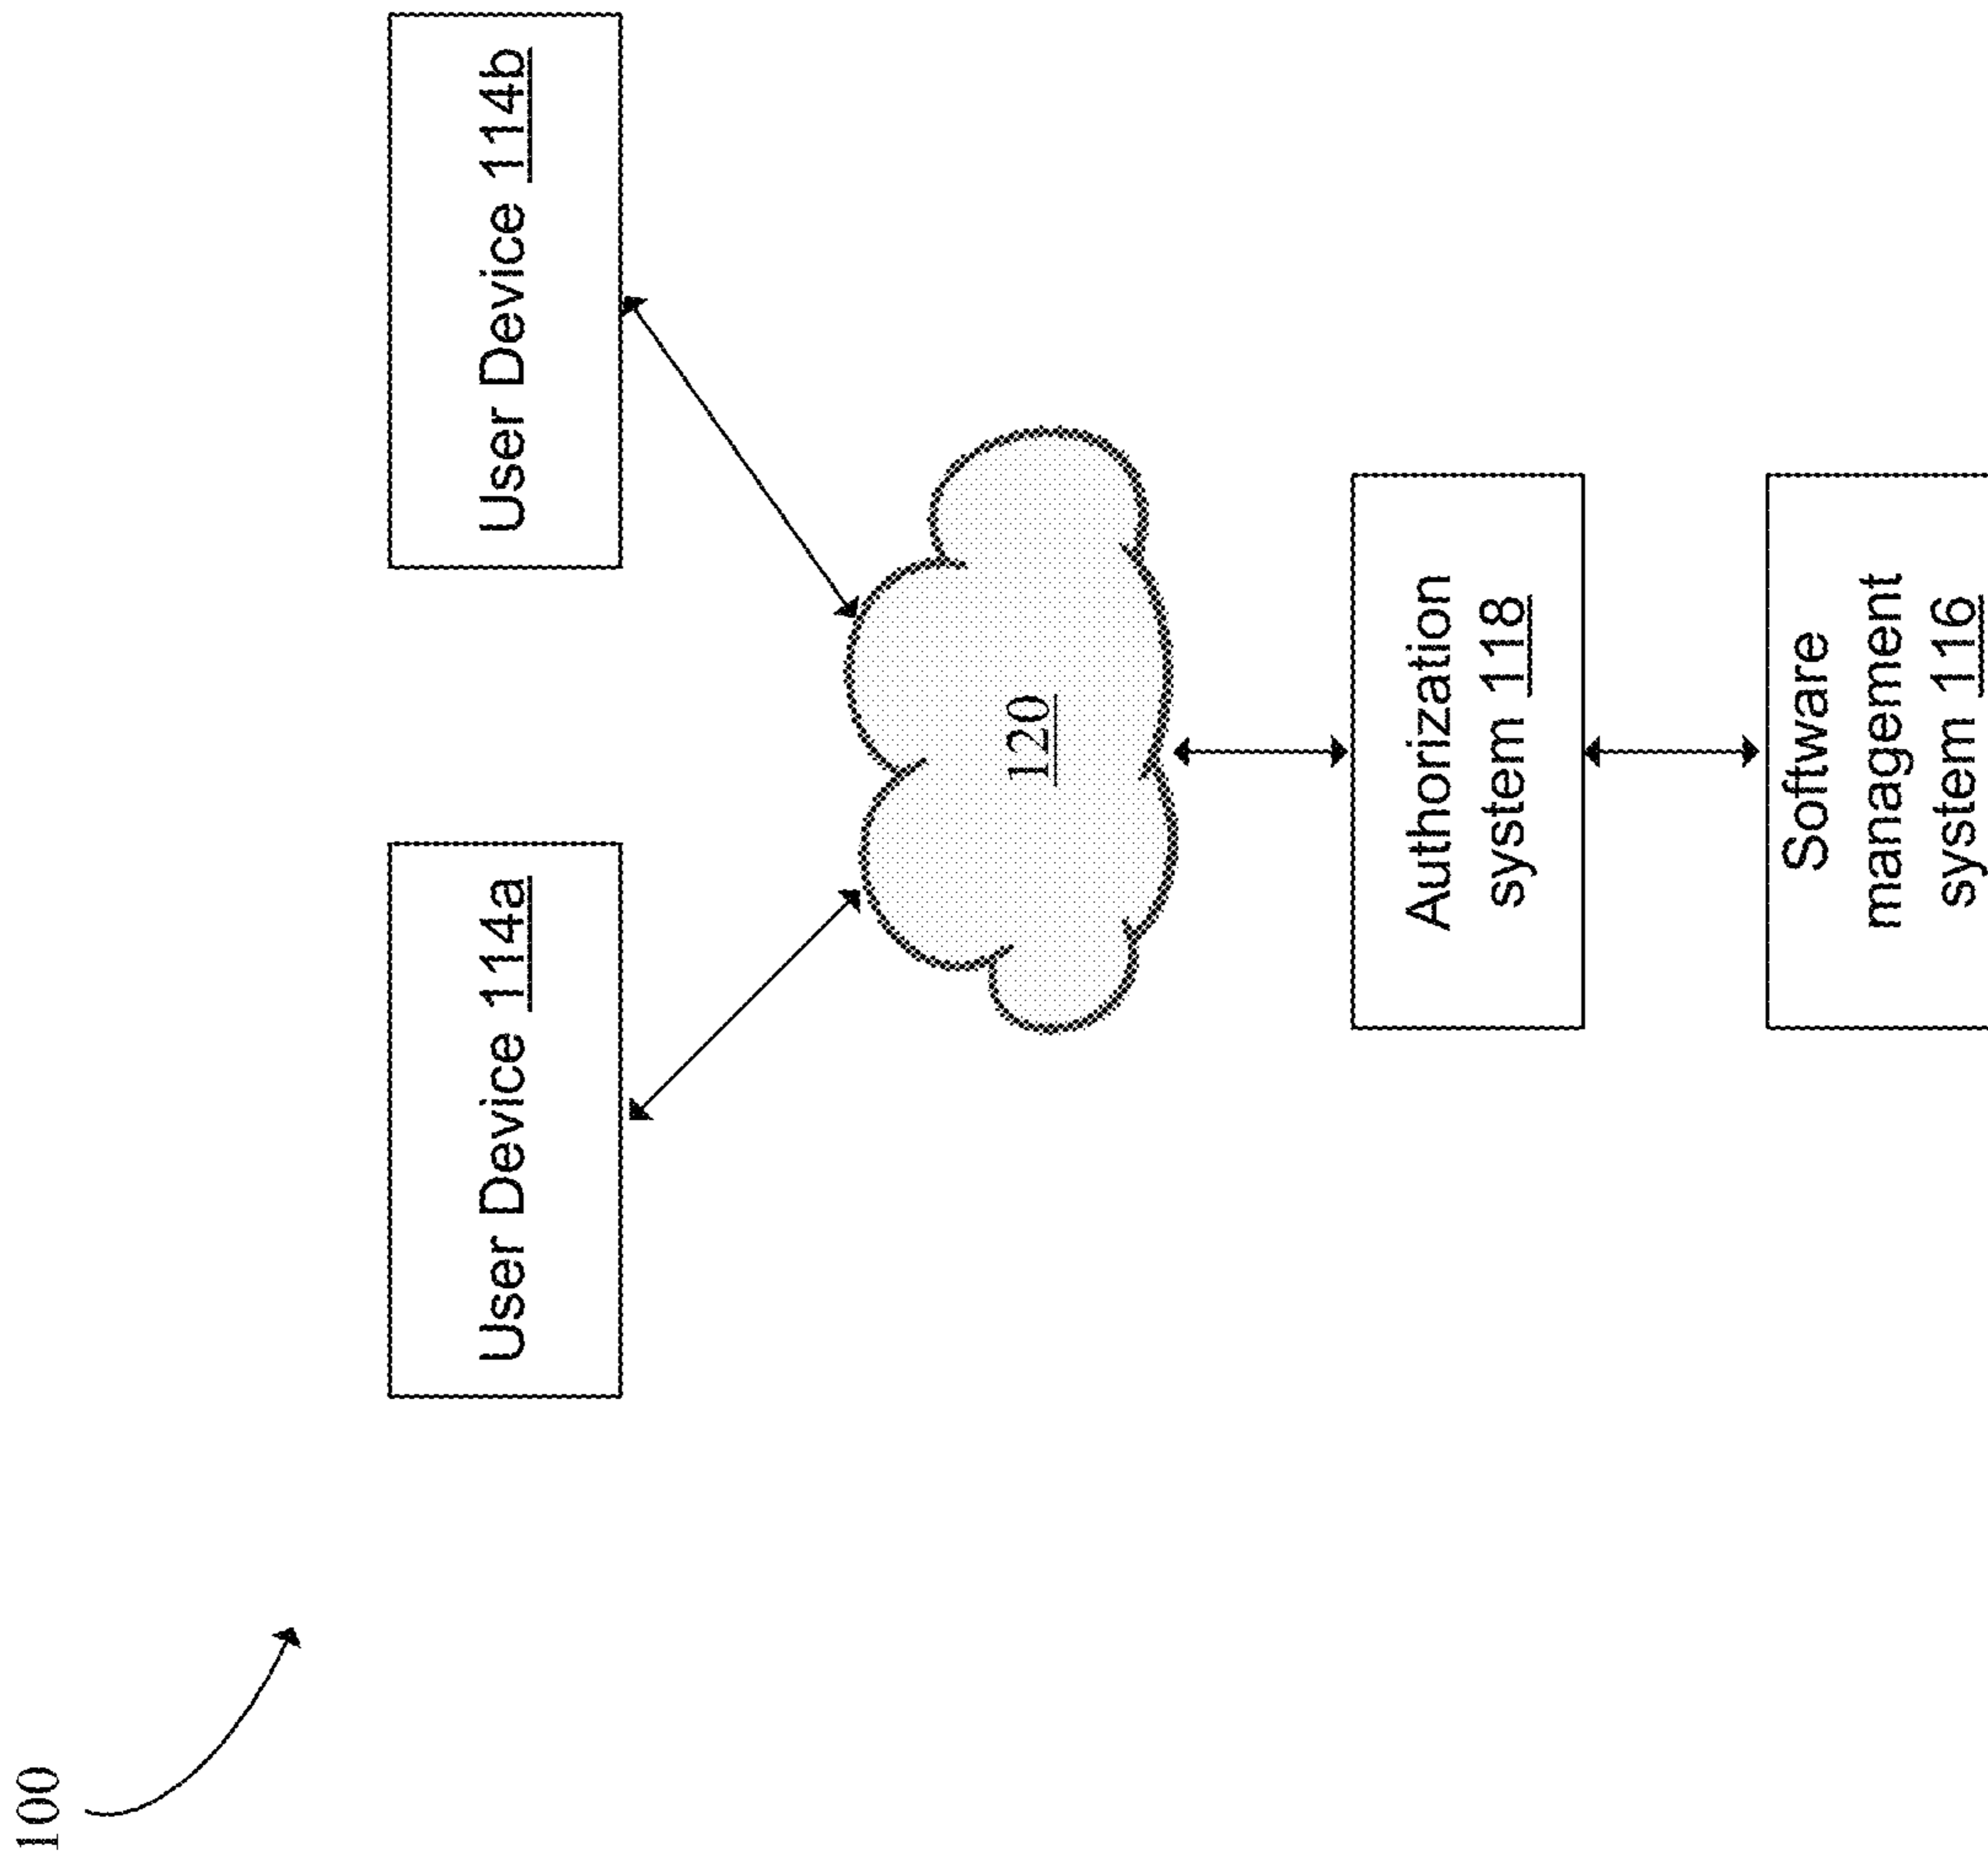 100
User Device 114a
User Device 114b
120
Authorization
system 118
Software
management
system 116